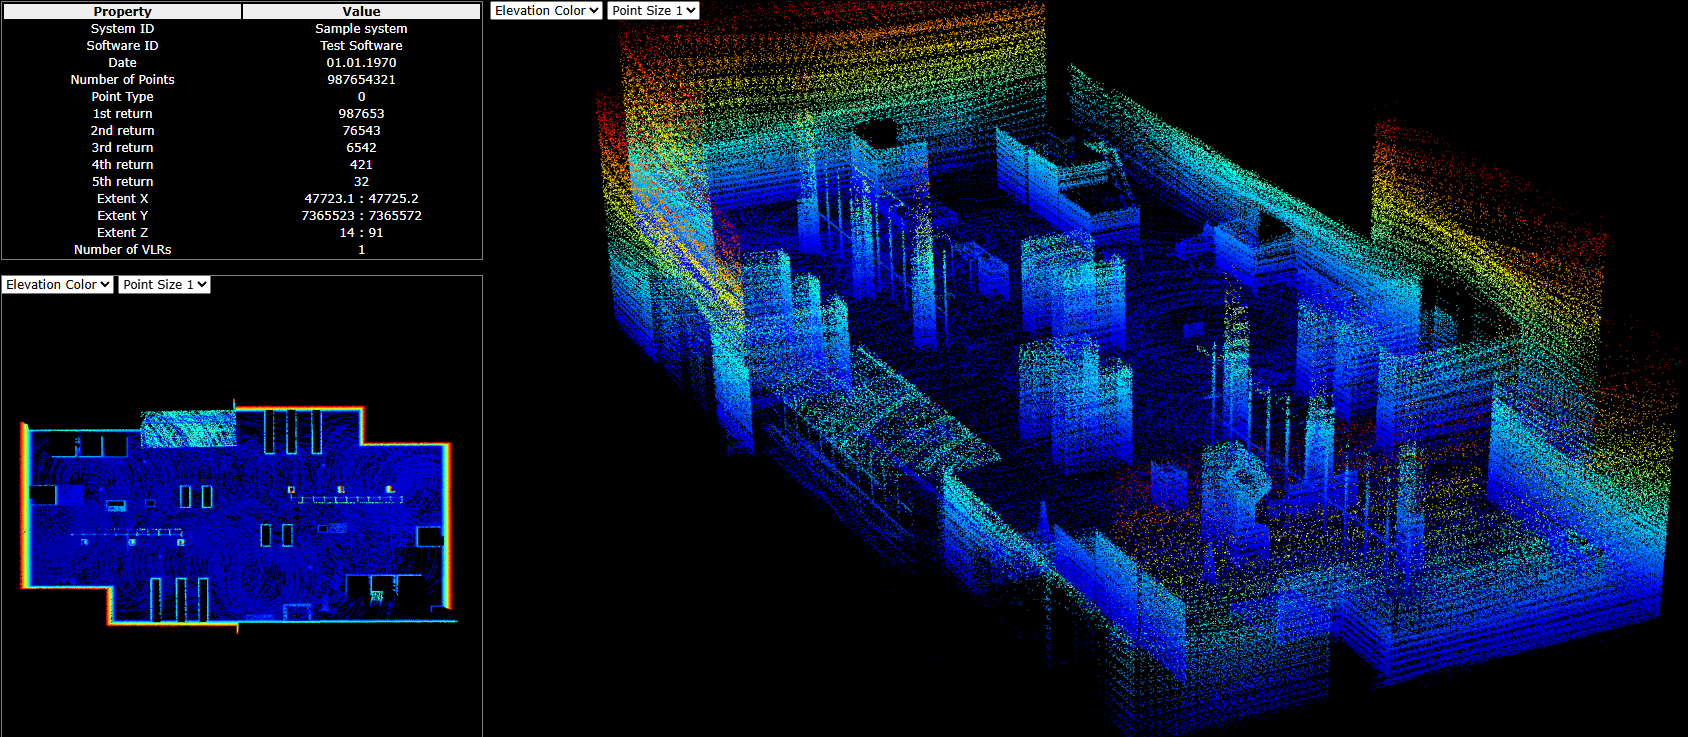 Property Value
System ID Sample system
Software ID Test Software
Date 01.01.1970
Number of Points 987654321
Point Type 0
1st return 987653
2nd return 76543
3rd return 6542
4th return 421
5th return 32
Extent X 47723.1 : 47725.2
Extent Y 7365523 : 7365572
Extent Z 14 : 91
Number of VLRs 1
Elevation Color Point Size 1
Elevation Color Point Size 1